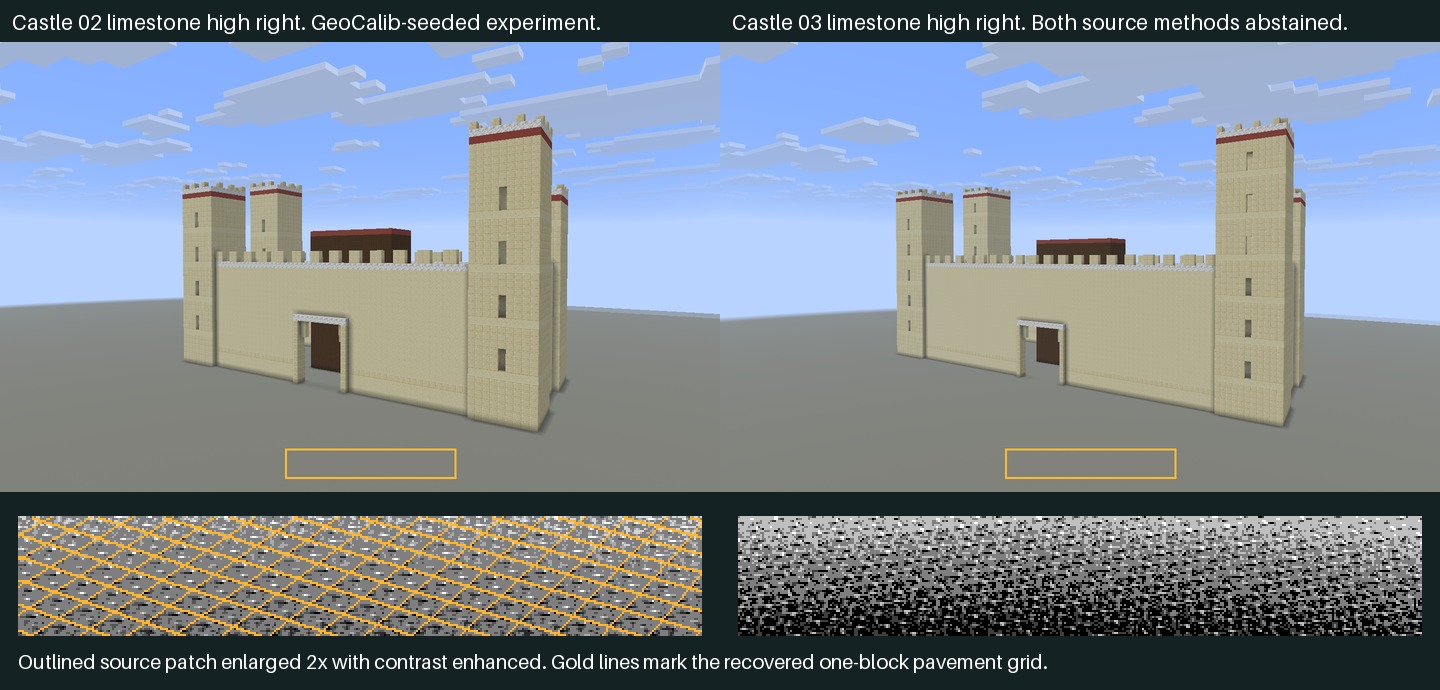 Castle 02 limestone high right. GeoCalib-seeded experiment.
Castle 03 limestone high right. Both source methods abstained.
Outlined source patch enlarged 2x with contrast enhanced. Gold lines mark the recovered one-block pavement grid.